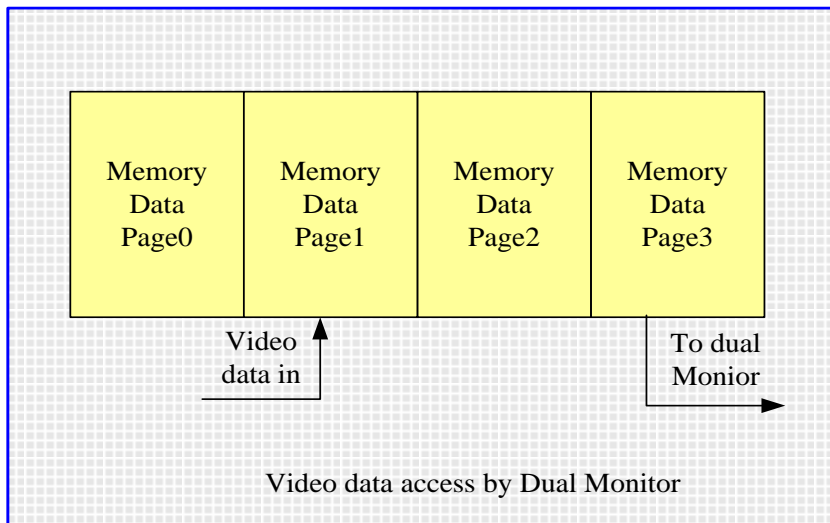 Memory
Data
Page0
Memory
Data
Page1
Memory
Data
Page2
Memory
Data
Page3
Video
data in
To dual
Monior
Video data access by Dual Monitor